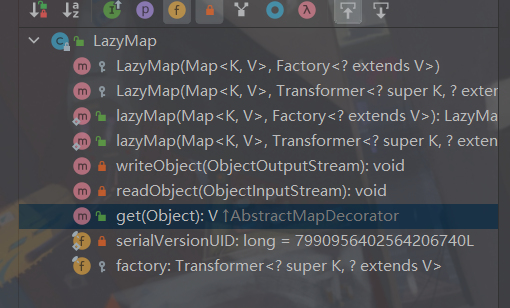 LazyMap
LazyMap(Map<K, V>, Factory<? extends V>)
LazyMap(Map<K, V>, Transformer<? super K, ? exten
lazyMap(Map<K, V>, Factory<? extends V>): LazyMa
lazyMap(Map<K, V>, Transformer<? super K, ? exten
writeObject(ObjectOutputStream): void
readObject(ObjectInputStream): void
get(Object): V ↑AbstractMapDecorator
serialVersionUID: long = 7990956402564206740L
factory: Transformer<? super K, ? extends V>